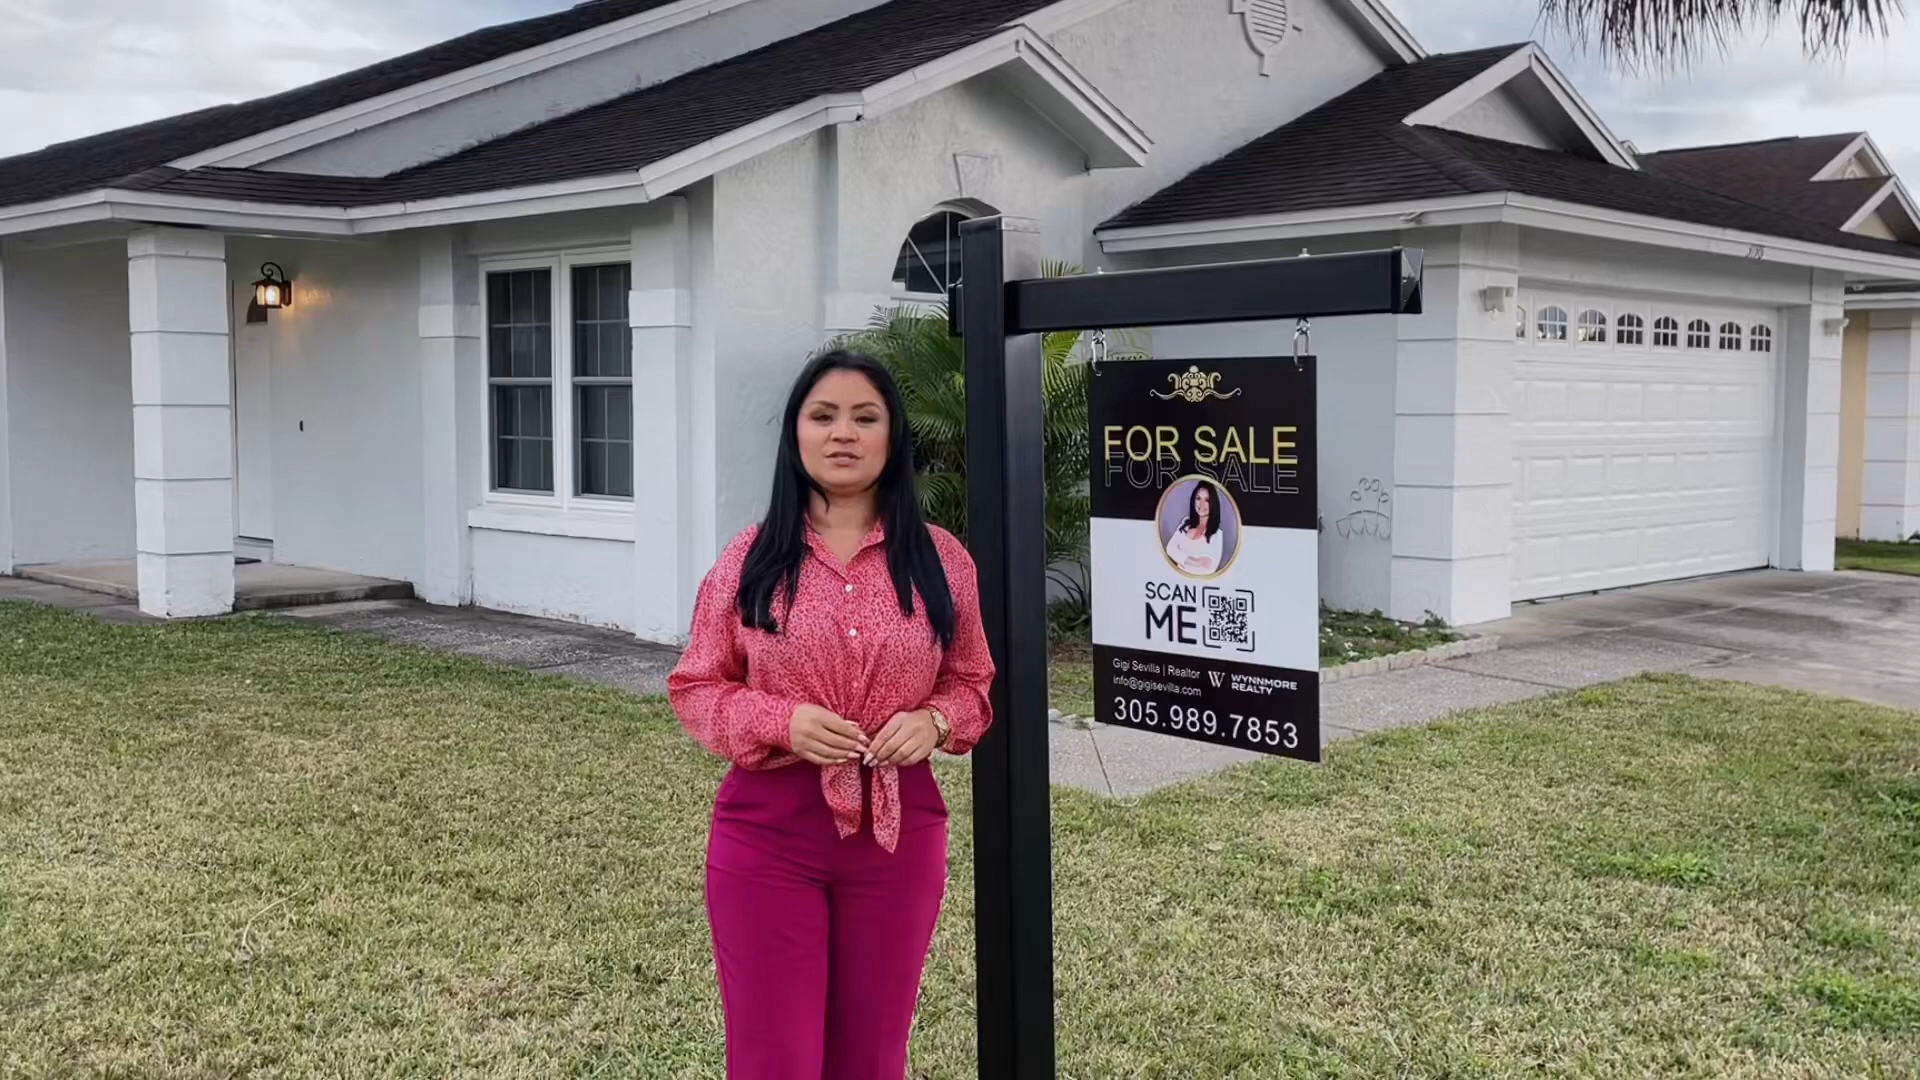 FOR SALE
FOR SALE
SCAN
ME
Gigi Sevilla | Realtor
info@gigisevilla.com
W WYNNMORE
REALTY
305.989.7853